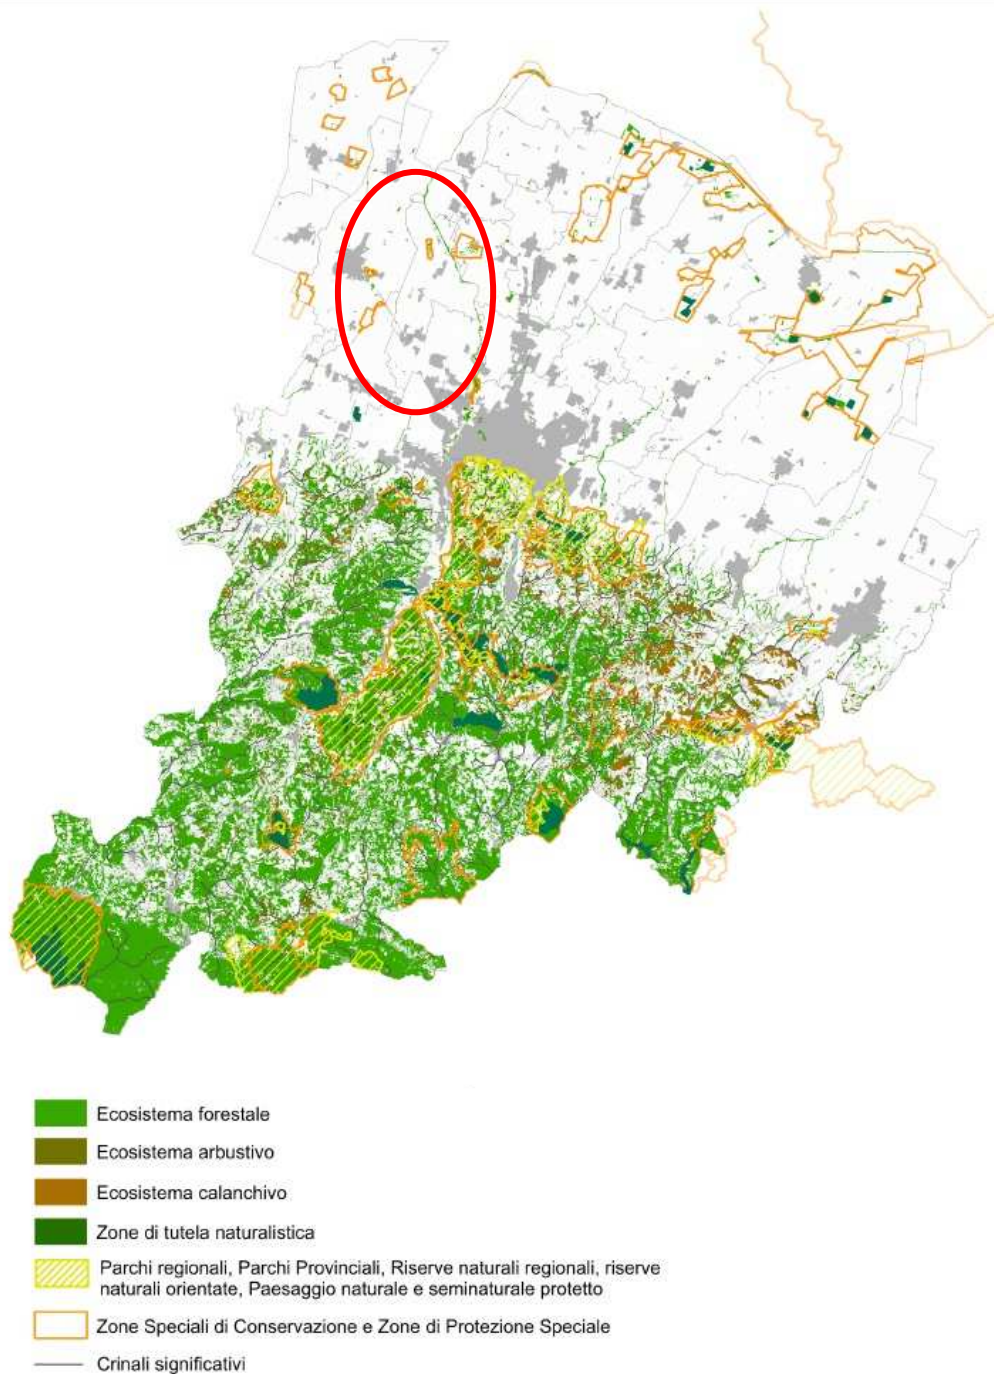 Ecosistema forestale
Ecosistema arbustivo
Ecosistema calanchivo
Zone di tutela naturalistica
Parchi regionali, Parchi Provinciali, Riserve naturali regionali, riserve
naturali orientate, Paesaggio naturale e seminaturale protetto
Zone Speciali di Conservazione e Zone di Protezione Speciale
Crinali significativi